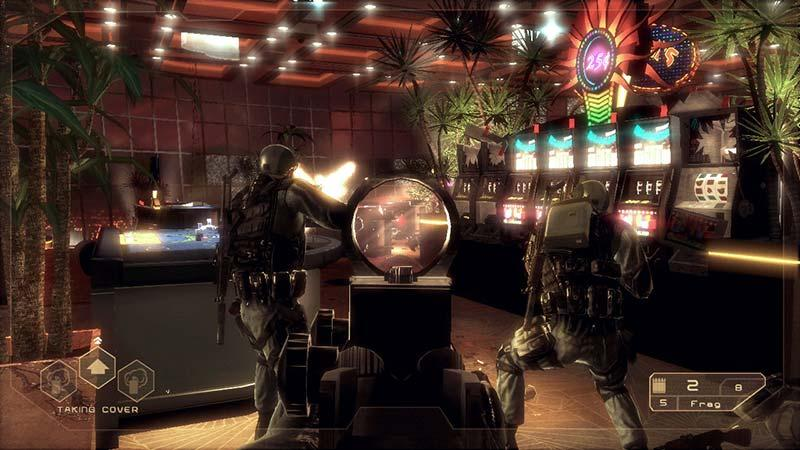 25¢
TAKING COVER
2 8
5 Frag